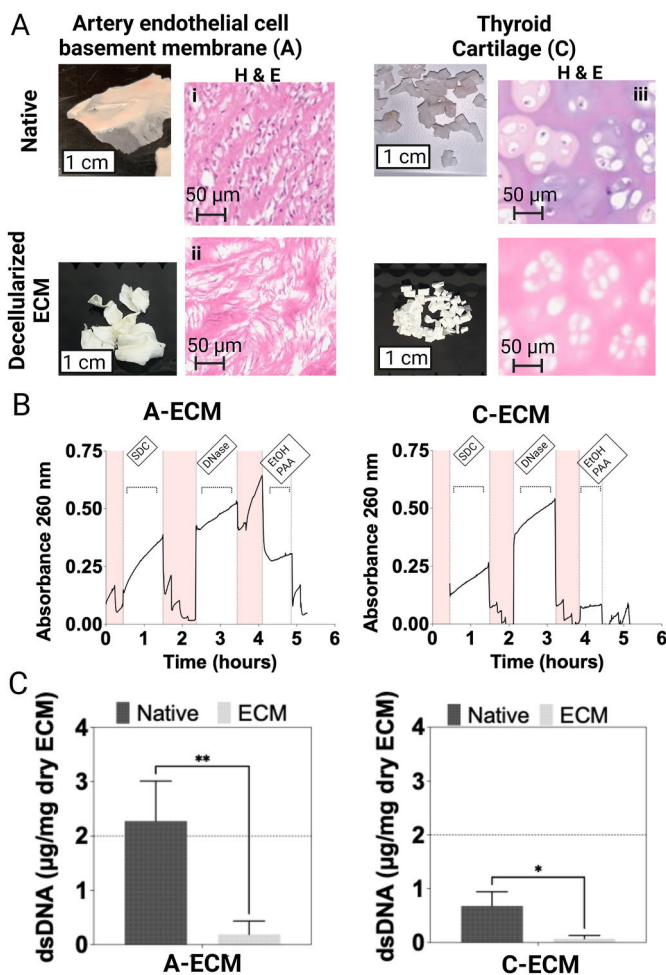 A
Artery endothelial cell
basement membrane (A)
Thyroid
Cartilage (C)
H & E
H & E
Native
1 cm
i
50 µm
1 cm
iii
50 µm
Decellularized
ECM
1 cm
ii
50 µm
1 cm
50 µm
B
A-ECM
C-ECM
Absorbance 260 nm
0.75
0.50
0.25
0.00
SDC
DNase
EtOH
PAA
0 1 2 3 4 5 6
Time (hours)
Absorbance 260 nm
0.75
0.50
0.25
0.00
SDC
DNase
EtOH
PAA
0 1 2 3 4 5 6
Time (hours)
C
dsDNA (µg/mg dry ECM)
Native ECM
4
3
2
1
0
**
A-ECM
dsDNA (µg/mg dry ECM)
Native ECM
4
3
2
1
0
*
C-ECM